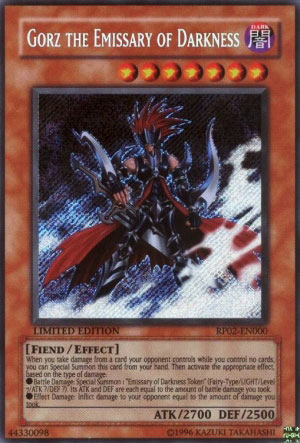 GORZ THE EMISSARY OF DARKNESS
DARK
闇
LIMITED EDITION
RP02-EN000
[FIEND / EFFECT]
When you take damage from a card your opponent controls while you control no cards,
you can Special Summon this card from your hand. Then activate the appropriate effect,
based on the type of damage:
●Battle Damage: Special Summon 1 "Emissary of Darkness Token" (Fairy-Type/LIGHT/Level
7/ATK ?/DEF ?). Its ATK and DEF are each equal to the amount of battle damage you took.
●Effect Damage: Inflict damage to your opponent equal to the amount of damage you
took.
ATK/2700 DEF/2500
44330098
©1996 KAZUKI TAKAHASHI